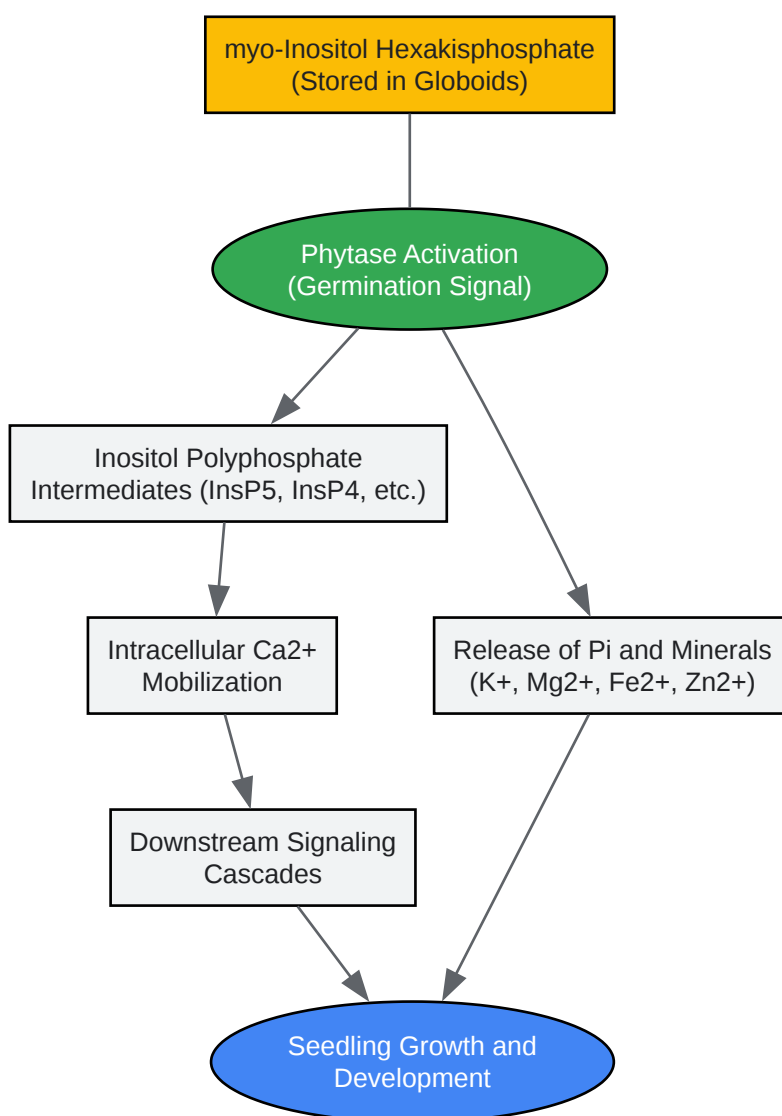 myo-Inositol Hexakisphosphate
(Stored in Globoids)
Phytase Activation
(Germination Signal)
Inositol Polyphosphate
Intermediates (InsP5, InsP4, etc.)
Intracellular Ca2+
Mobilization
Release of Pi and Minerals
(K+, Mg2+, Fe2+, Zn2+)
Downstream Signaling
Cascades
Seedling Growth and
Development